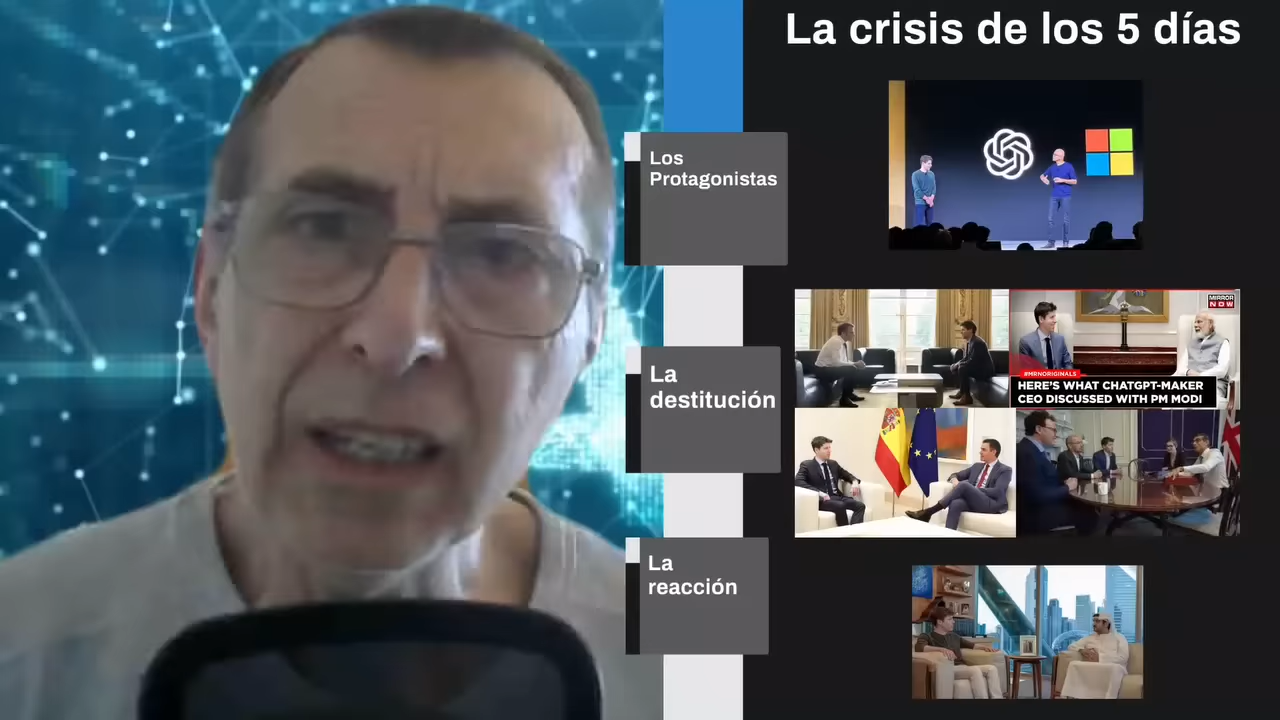 La crisis de los 5 días
Los
Protagonistas
MIRROR
NOW
#MRNORIGINALS
HERE'S WHAT CHATGPT-MAKER
CEO DISCUSSED WITH PM MODI
La
destitución
La
reacción